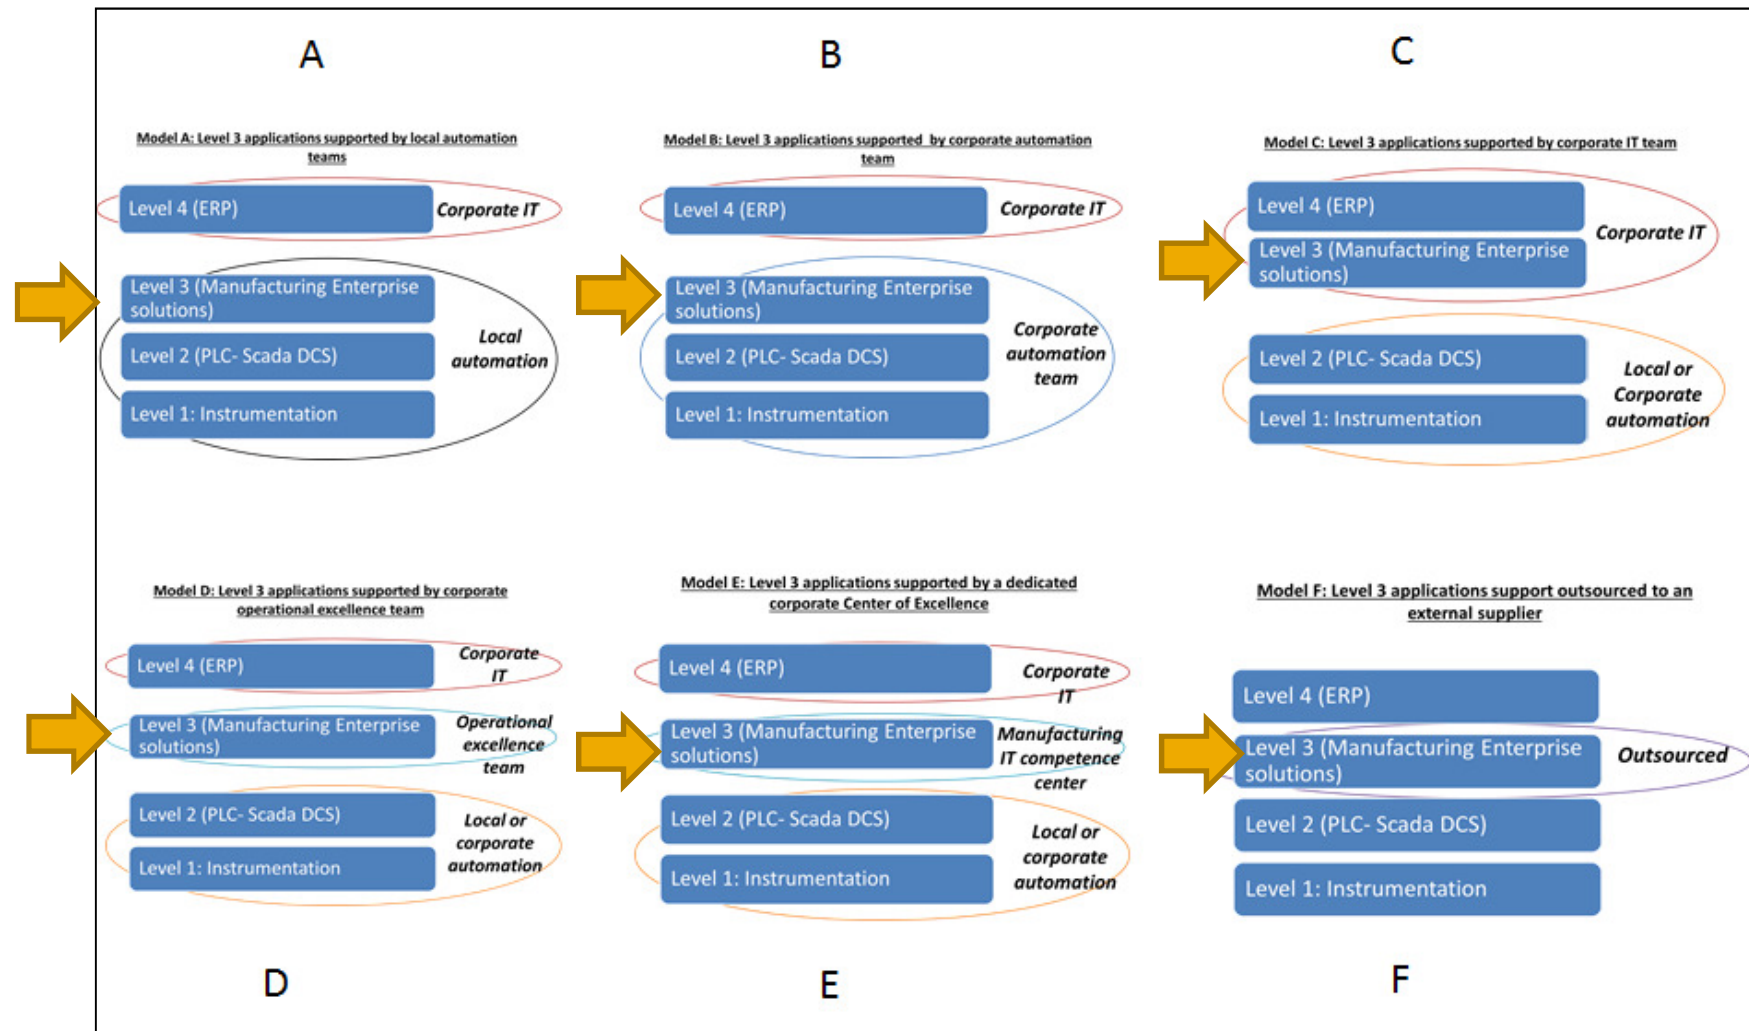 A
B
C
Model A: Level 3 applications supported by local automation
teams
Level 4 (ERP)
Corporate IT
Level 3 (Manufacturing Enterprise
solutions)
Level 2 (PLC- Scada DCS)
Level 1: Instrumentation
Local
automation
Model B: Level 3 applications supported by corporate automation
team
Level 4 (ERP)
Corporate IT
Level 3 (Manufacturing Enterprise
solutions)
Level 2 (PLC- Scada DCS)
Level 1: Instrumentation
Corporate
automation
team
Model C: Level 3 applications supported by corporate IT team
Level 4 (ERP)
Level 3 (Manufacturing Enterprise
solutions)
Corporate IT
Level 2 (PLC- Scada DCS)
Level 1: Instrumentation
Local or
Corporate
automation
Model D: Level 3 applications supported by corporate
operational excellence team
Level 4 (ERP)
Corporate
IT
Level 3 (Manufacturing Enterprise
solutions)
Operational
excellence
team
Level 2 (PLC- Scada DCS)
Level 1: Instrumentation
Local or
corporate
automation
Model E: Level 3 applications supported by a dedicated
corporate Center of Excellence
Level 4 (ERP)
Corporate
IT
Level 3 (Manufacturing Enterprise
solutions)
Manufacturing
IT competence
center
Level 2 (PLC- Scada DCS)
Level 1: Instrumentation
Local or
corporate
automation
Model F: Level 3 applications support outsourced to an
external supplier
Level 4 (ERP)
Level 3 (Manufacturing Enterprise
solutions)
Outsourced
Level 2 (PLC- Scada DCS)
Level 1: Instrumentation
D
E
F